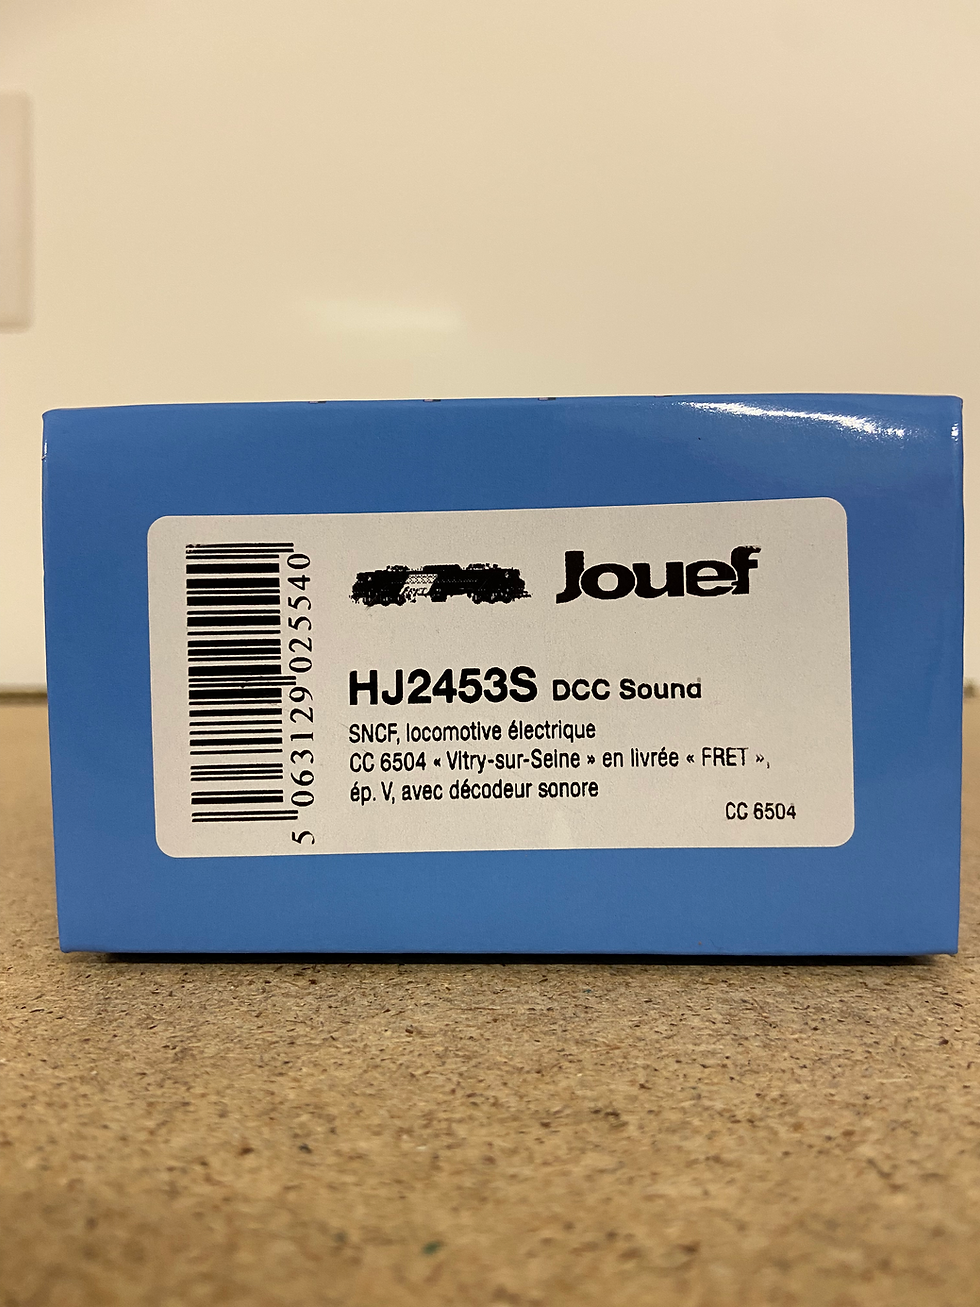 Jouef
HJ2453S DCC Sound
SNCF, locomotive électrique
CC 6504 « Vitry-sur-Seine » en livrée « FRET »,
ép. V, avec décodeur sonore
CC 6504
5 063129 025540